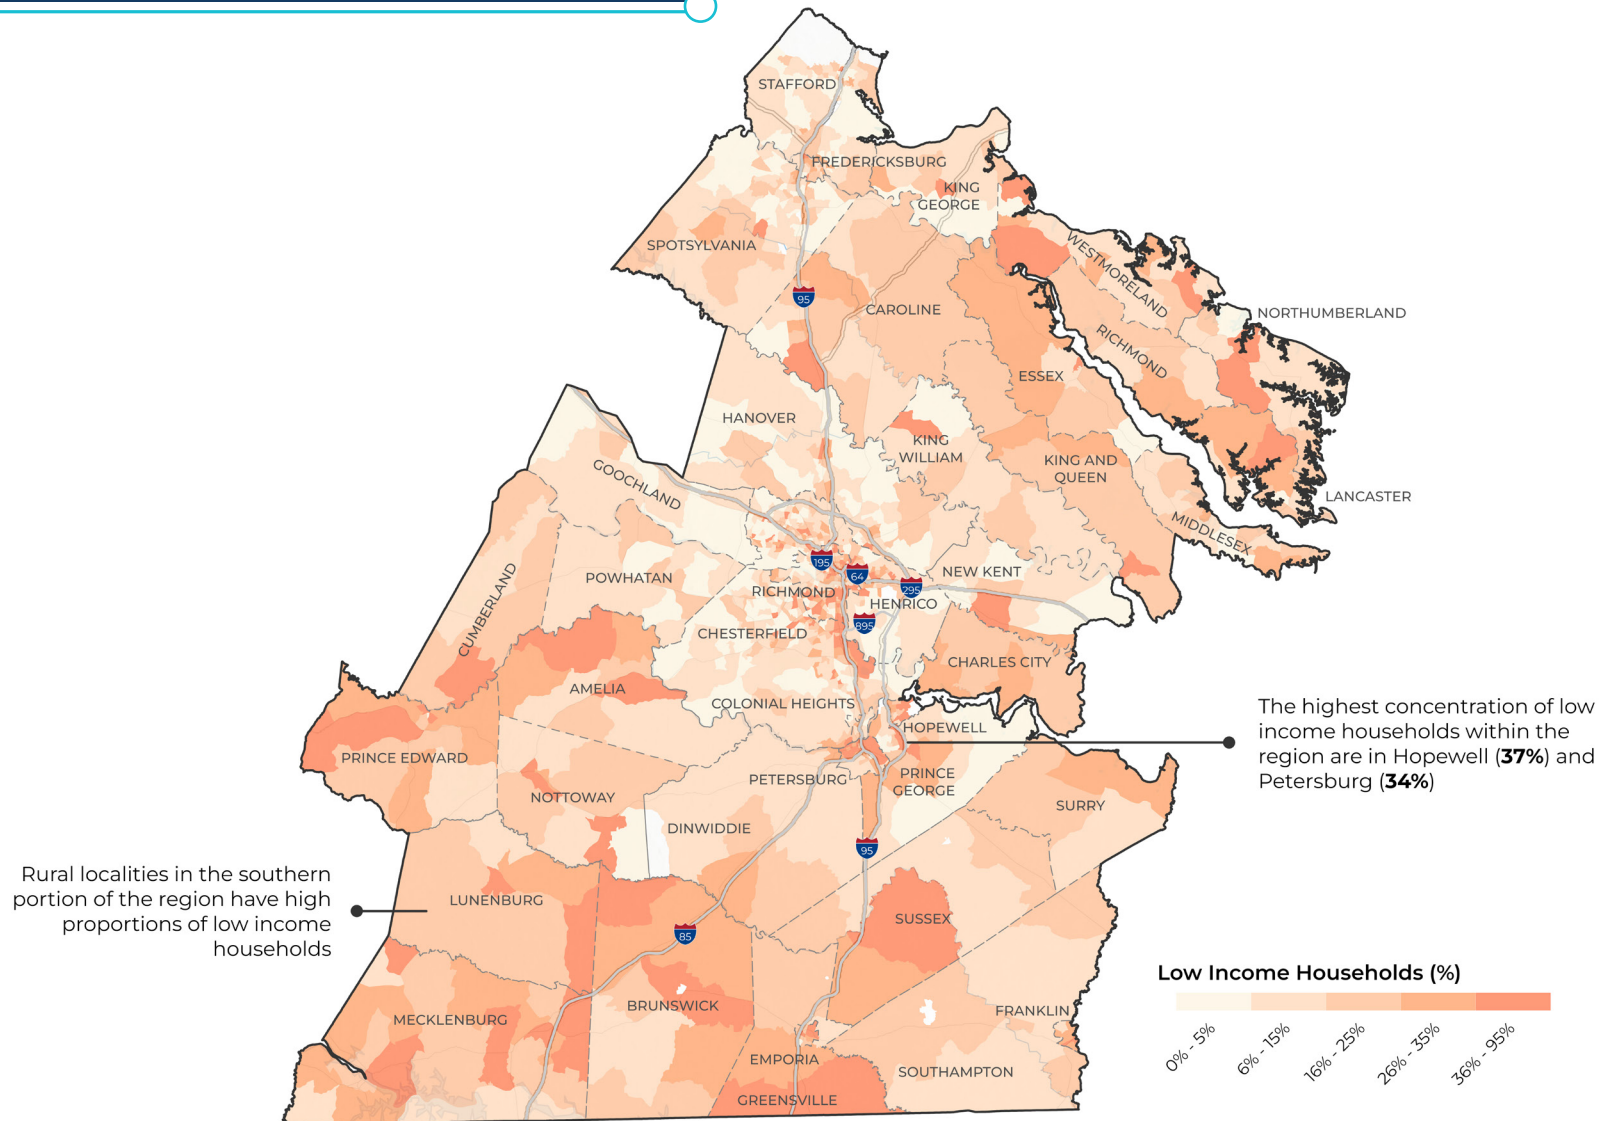 STAFFORD
FREDERICKSBURG
KING
GEORGE
SPOTSYLVANIA
WESTMORELAND
95
CAROLINE
NORTHUMBERLAND
RICHMOND
ESSEX
HANOVER
KING
WILLIAM
KING AND
QUEEN
GOOCHLAND
LANCASTER
MIDDLESEX
195
64
295
NEW KENT
POWHATAN
RICHMOND
HENRICO
895
CUMBERLAND
CHESTERFIELD
CHARLES CITY
AMELIA
COLONIAL HEIGHTS
HOPEWELL
The highest concentration of low
income households within the
region are in Hopewell (37%) and
Petersburg (34%)
PRINCE EDWARD
PETERSBURG
PRINCE
GEORGE
NOTTOWAY
SURRY
DINWIDDIE
95
Rural localities in the southern
portion of the region have high
proportions of low income
households
LUNENBURG
SUSSEX
85
BRUNSWICK
MECKLENBURG
FRANKLIN
EMPORIA
SOUTHAMPTON
GREENSVILLE
Low Income Households (%)
0% - 5%
6% - 15%
16% - 25%
26% - 35%
36% - 95%